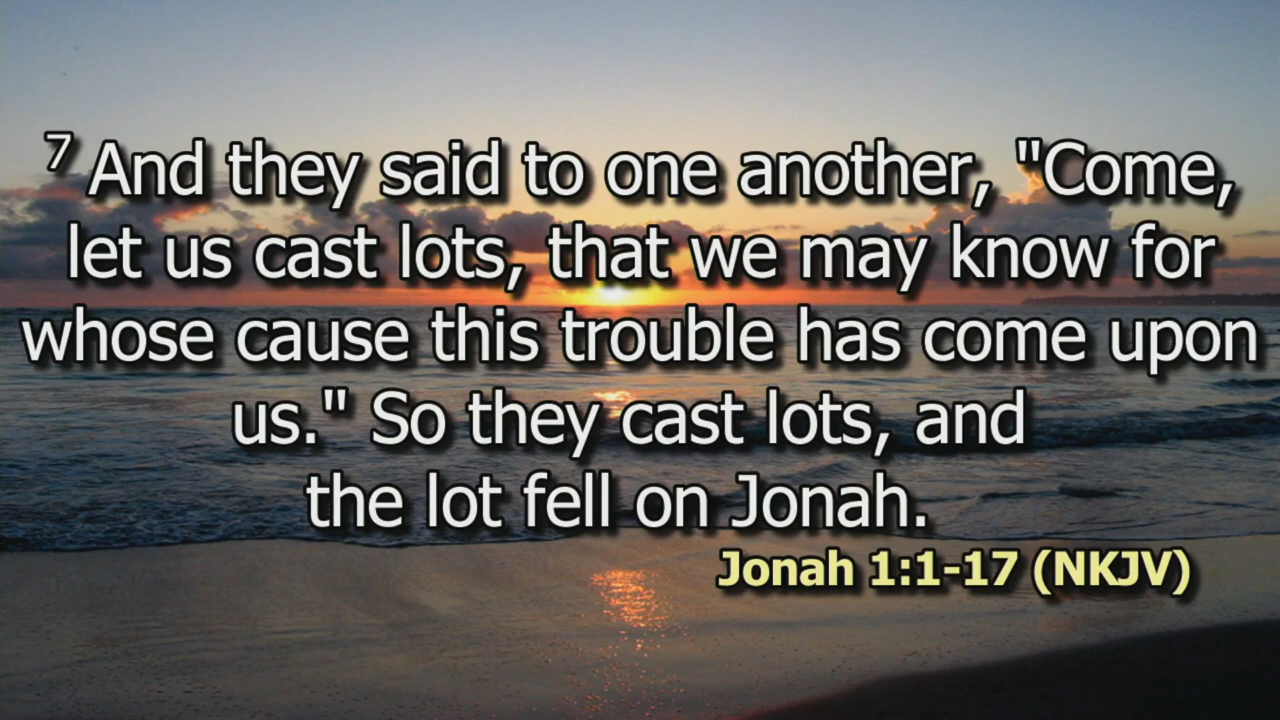 7 And they said to one another, "Come,
let us cast lots, that we may know for
whose cause this trouble has come upon
us." So they cast lots, and
the lot fell on Jonah.
Jonah 1:1-17 (NKJV)